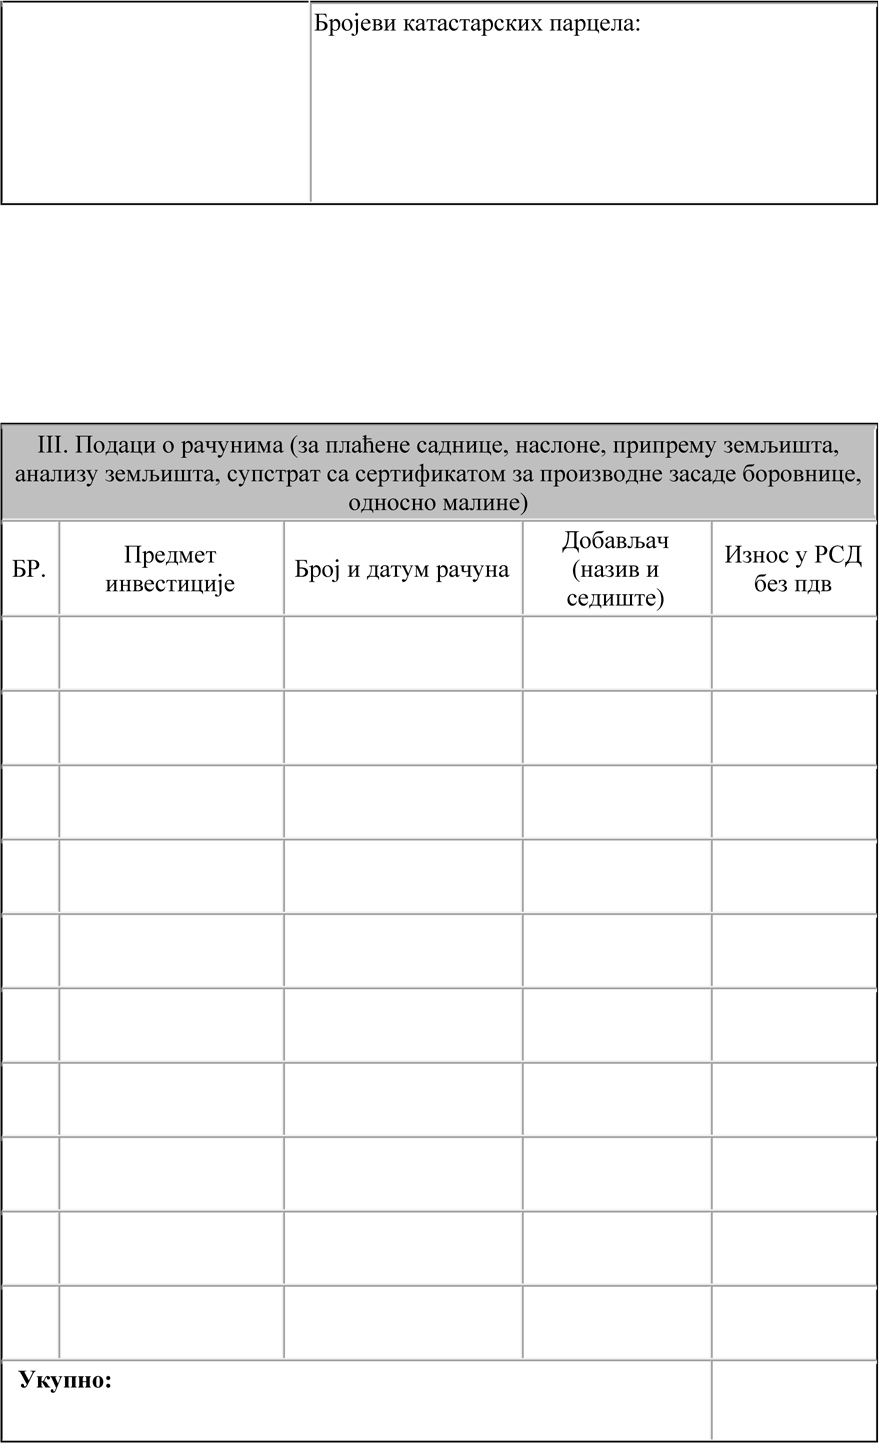 Бројеви катастарских парцела:
III. Подаци о рачунима (за плаћене саднице, наслоне, припрему земљишта,
анализу земљишта, супстрат са сертификатом за производне засаде боровнице,
односно малине)
БР.
Предмет
инвестиције
Број и датум рачуна
Добављач
(назив и
седиште)
Износ у РСД
без пдв
Укупно: